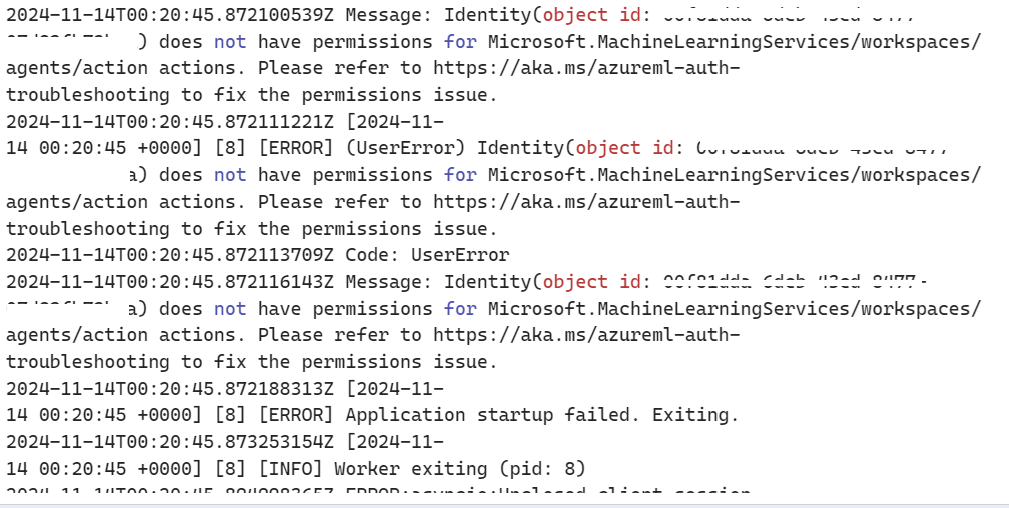 2024-11-14T00:20:45.872100539Z Message: Identity(object id:
) does not have permissions for Microsoft.MachineLearningServices/workspaces/
agents/action actions. Please refer to https://aka.ms/azureml-auth-
troubleshooting to fix the permissions issue.
2024-11-14T00:20:45.872111221Z [2024-11-
14 00:20:45 +0000] [8] [ERROR] (UserError) Identity(object id:
a) does not have permissions for Microsoft.MachineLearningServices/workspaces/
agents/action actions. Please refer to https://aka.ms/azureml-auth-
troubleshooting to fix the permissions issue.
2024-11-14T00:20:45.872113709Z Code: UserError
2024-11-14T00:20:45.872116143Z Message: Identity(object id:
a) does not have permissions for Microsoft.MachineLearningServices/workspaces/
agents/action actions. Please refer to https://aka.ms/azureml-auth-
troubleshooting to fix the permissions issue.
2024-11-14T00:20:45.872188313Z [2024-11-
14 00:20:45 +0000] [8] [ERROR] Application startup failed. Exiting.
2024-11-14T00:20:45.873253154Z [2024-11-
14 00:20:45 +0000] [8] [INFO] Worker exiting (pid: 8)